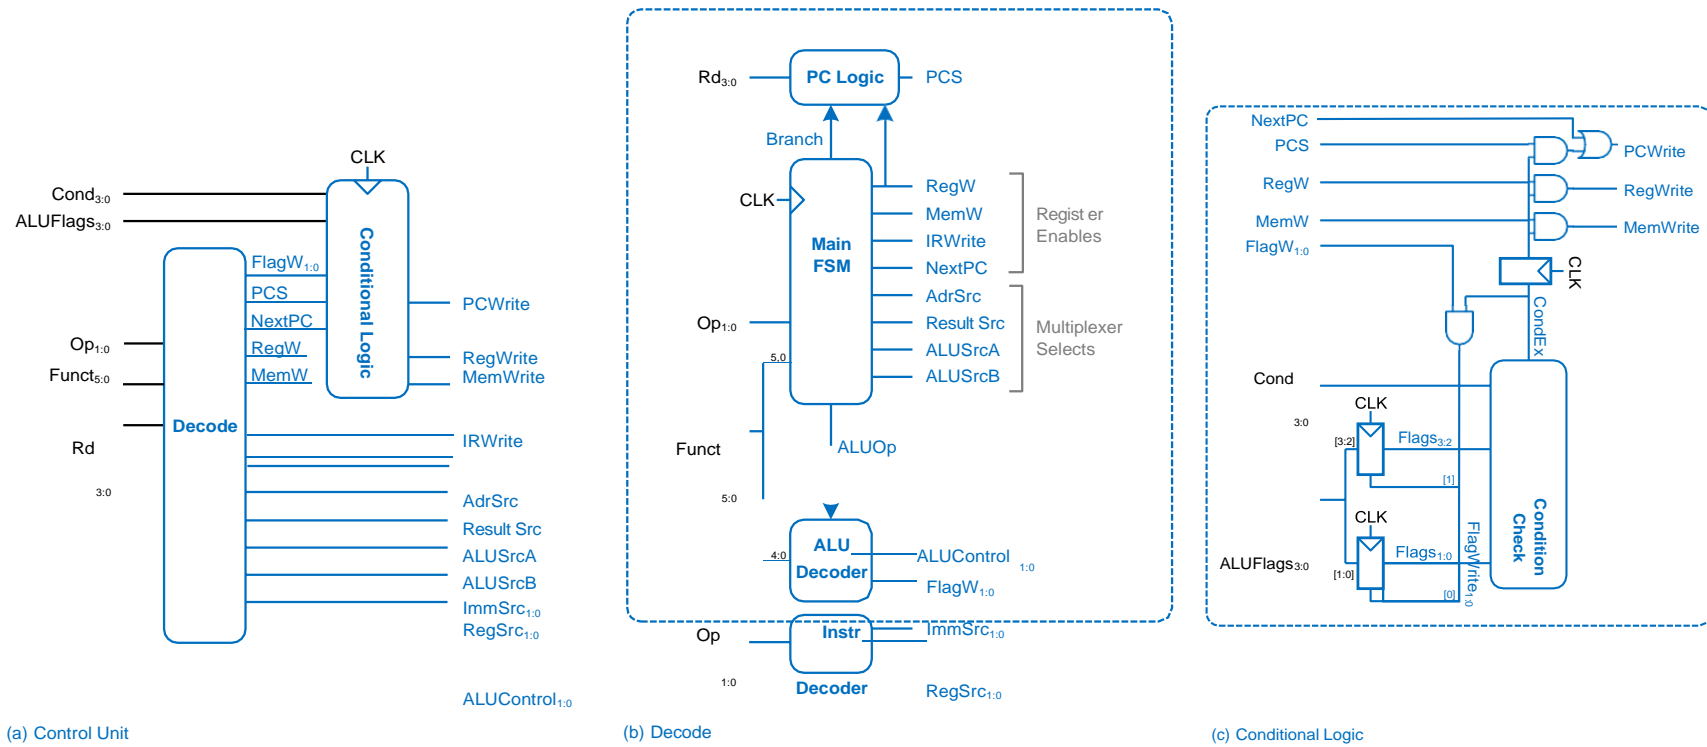 CLK
Cond3:0
ALUFlags3:0
Conditional Logic
FlagW1:0
PCS
PCWrite
NextPC
Op1:0
RegW
RegWrite
Funct5:0
MemW
MemWrite
Decode
IRWrite
Rd
3:0
AdrSrc
Result Src
ALUSrcA
ALUSrcB
ImmSrc1:0
RegSrc1:0
ALUControl1:0
(a) Control Unit
Rd3:0
PC Logic
PCS
Branch
CLK
RegW
MemW
IRWrite
NextPC
Regist er
Enables
Main
FSM
AdrSrc
Op1:0
Result Src
ALUSrcA
ALUSrcB
Multiplexer
Selects
5,0
Funct
5:0
ALUOp
4:0
ALU
Decoder
ALUControl
1:0
FlagW1:0
Op
1:0
Instr
Decoder
ImmSrc1:0
RegSrc1:0
(b) Decode
NextPC
PCS
PCWrite
RegW
RegWrite
MemW
MemWrite
FlagW1:0
CLK
CondEx
Cond
3:0
CLK
[3:2]
Flags3:2
[1]
CLK
Flags1:0
ALUFlags3:0
[1:0]
[0]
FlagWrite1:0
Condition
Check
(c) Conditional Logic